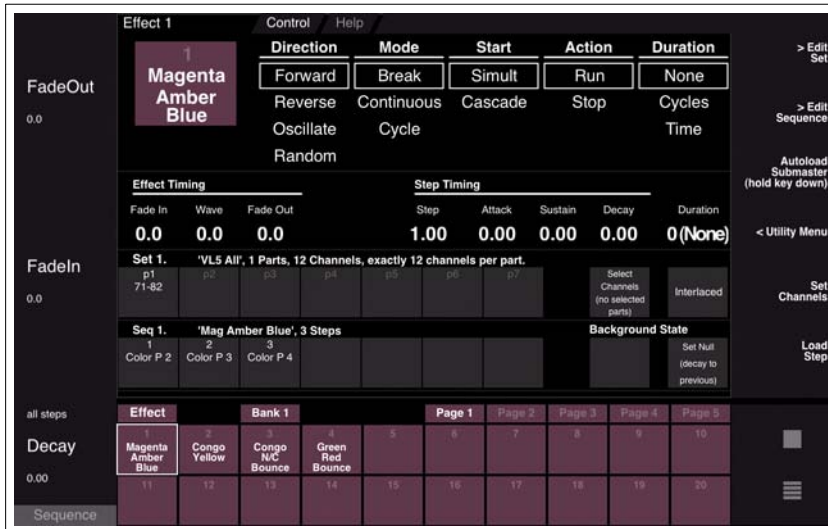 Effect 1 Control Help
FadeOut
0.0
1
Magenta
Amber
Blue
Direction Mode Start Action Duration
Forward Break Simult Run None
Reverse Continuous Cascade Stop Cycles
Oscillate Cycle Time
Random
> Edit
Set
> Edit
Sequence
Autoload
Submaster
(hold key down)
< Utility Menu
Set
Channels
Load
Step
Effect Timing Step Timing
Fade In Wave Fade Out Step Attack Sustain Decay Duration
0.0 0.0 0.0 1.00 0.00 0.00 0.00 0 (None)
FadeIn
0.0
Set 1. 'VL5 All', 1 Parts, 12 Channels, exactly 12 channels per part.
p1 p2 p3 p4 p5 p6 p7
71-82
Select
Channels
(no selected
parts)
Interlaced
Seq 1. 'Mag Amber Blue', 3 Steps Background State
1 2 3
Color P 2 Color P 3 Color P 4
Set Null
(decay to
previous)
all steps
Decay
0.00
Sequence
Effect Bank 1 Page 1 Page 2 Page 3 Page 4 Page 5
1
Magenta
Amber
Blue
2
Congo
Yellow
3
Congo
N/C
Bounce
4
Green
Red
Bounce
5 6 7 8 9 10
11 12 13 14 15 16 17 18 19 20